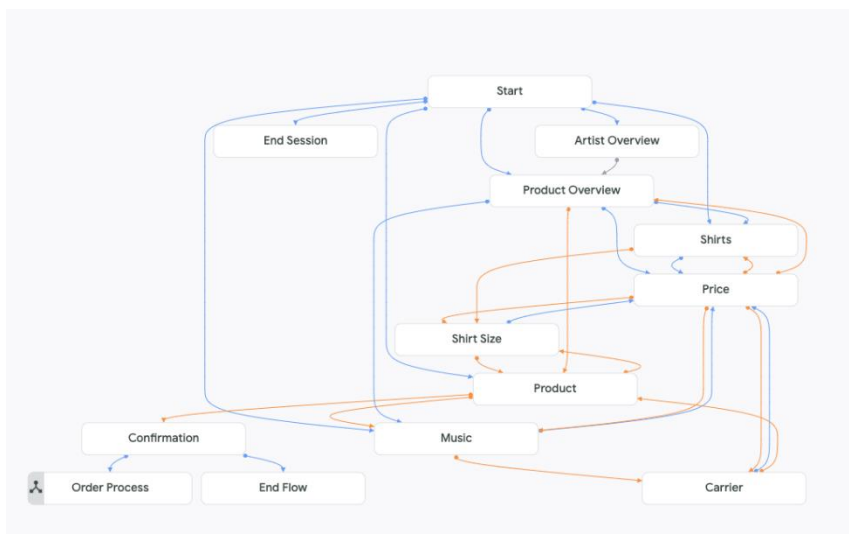 Start
End Session
Artist Overview
Product Overview
Shirts
Price
Shirt Size
Product
Confirmation
Music
Order Process
End Flow
Carrier